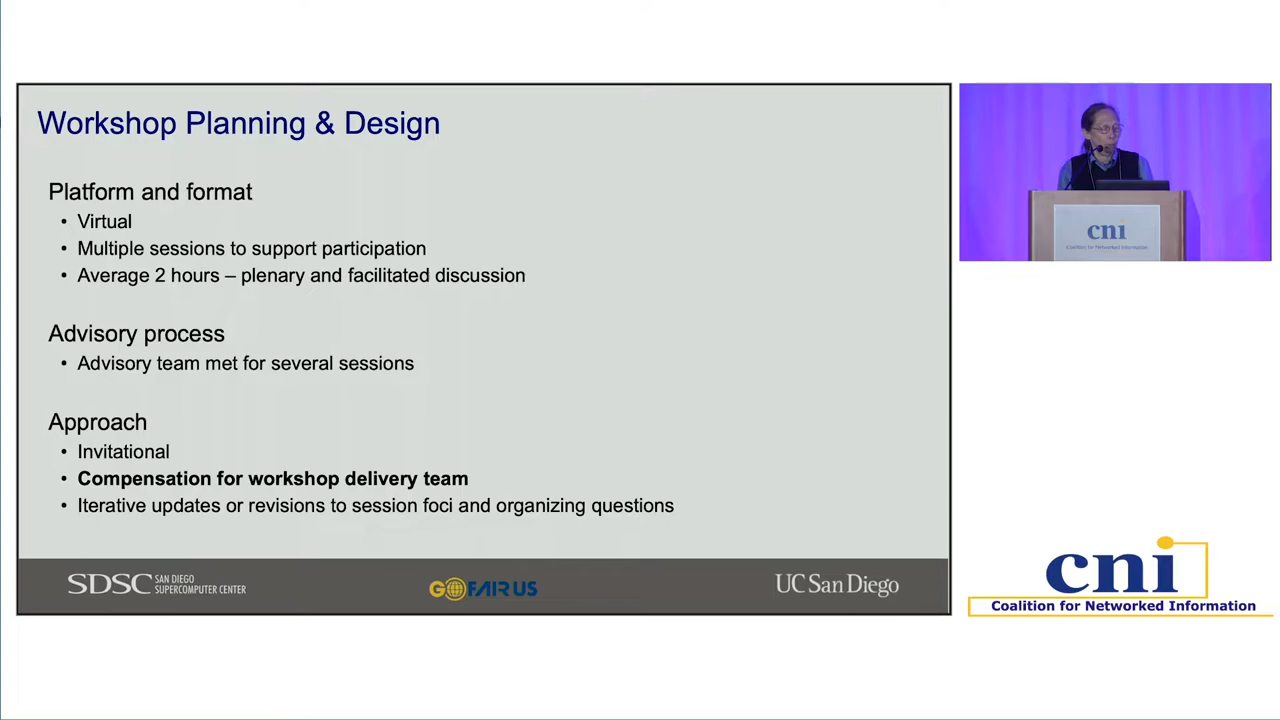 Workshop Planning & Design
Platform and format
• Virtual
• Multiple sessions to support participation
• Average 2 hours – plenary and facilitated discussion
Advisory process
• Advisory team met for several sessions
Approach
• Invitational
• Compensation for workshop delivery team
• Iterative updates or revisions to session foci and organizing questions
SDSC SAN DIEGO
SUPERCOMPUTER CENTER
GO FAIR US
UC San Diego
cni
Coalition for Networked Information
cni
Coalition for Networked Information